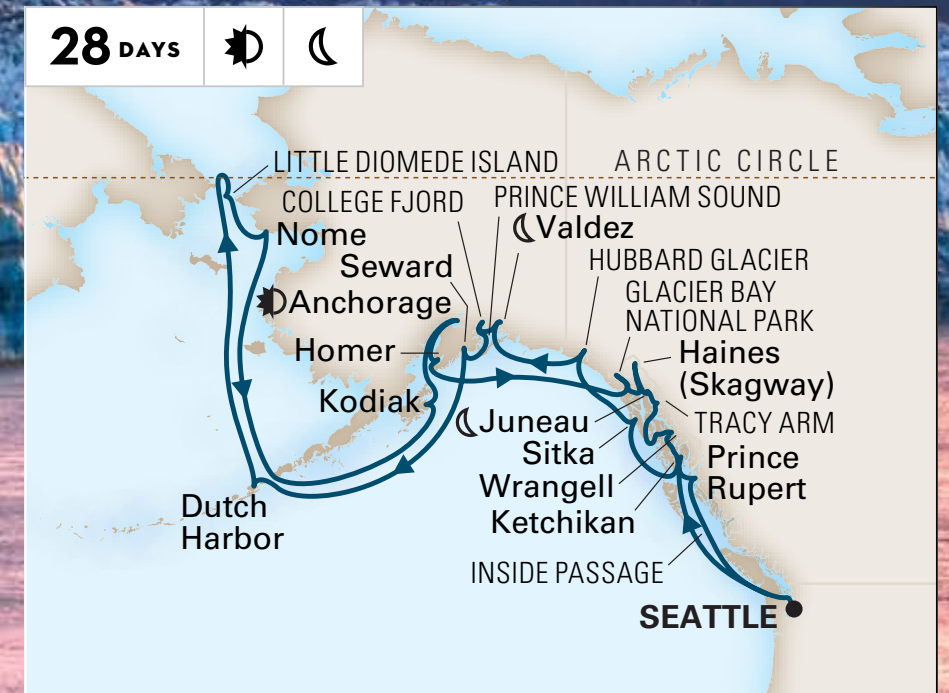 28 DAYS
LITTLE DIOMEDE ISLAND
ARCTIC CIRCLE
COLLEGE FJORD
PRINCE WILLIAM SOUND
Nome
Valdez
Seward
HUBBARD GLACIER
Anchorage
GLACIER BAY
NATIONAL PARK
Homer
Haines
(Skagway)
Kodiak
Juneau
TRACY ARM
Sitka
Prince
Rupert
Wrangell
Ketchikan
Dutch
Harbor
INSIDE PASSAGE
SEATTLE